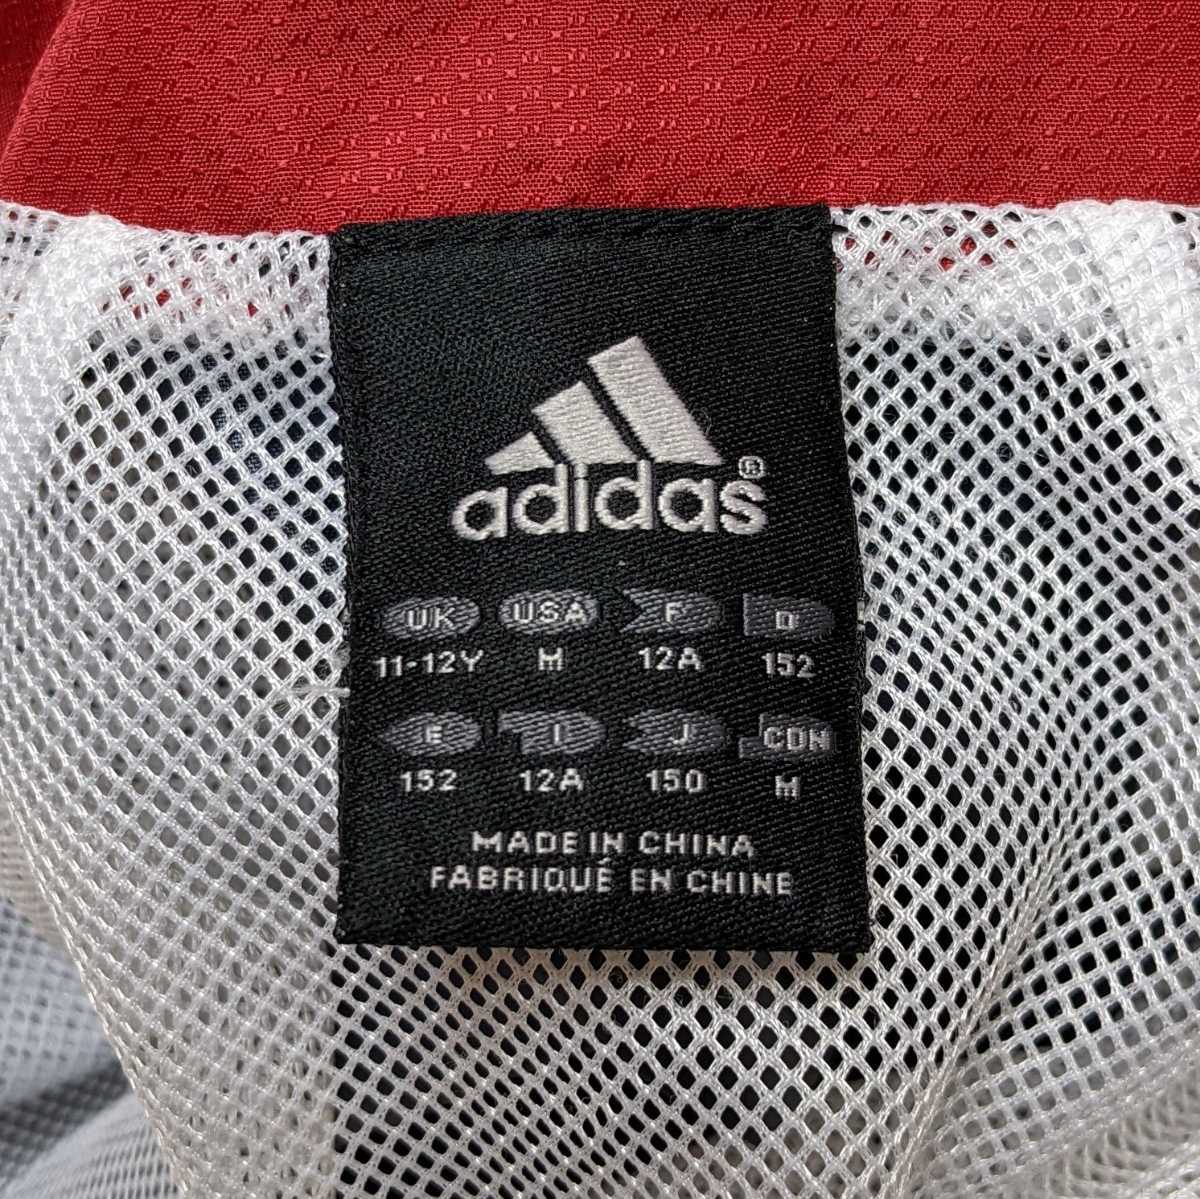 adidas®
UK USA F D
11-12Y M 12A 152
E I J CDN
152 12A 150 M
MADE IN CHINA
FABRIQUÉ EN CHINE